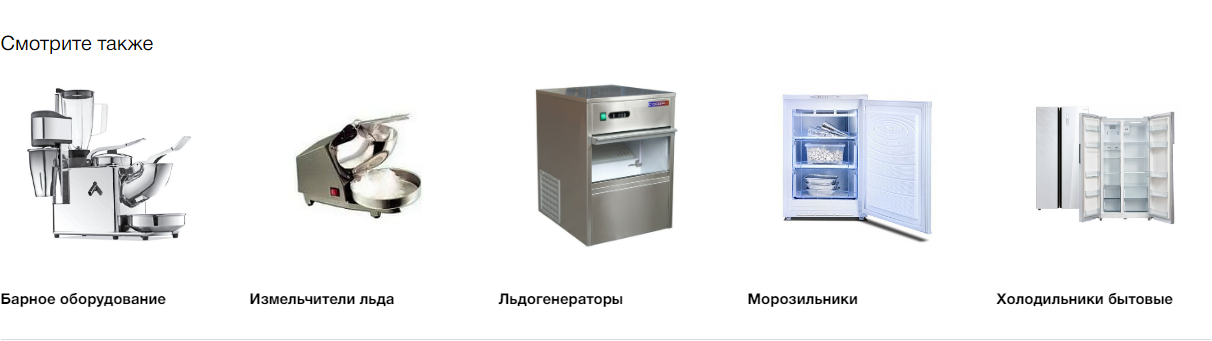 Смотрите также
Барное оборудование
Измельчители льда
Льдогенераторы
Морозильники
Холодильники бытовые